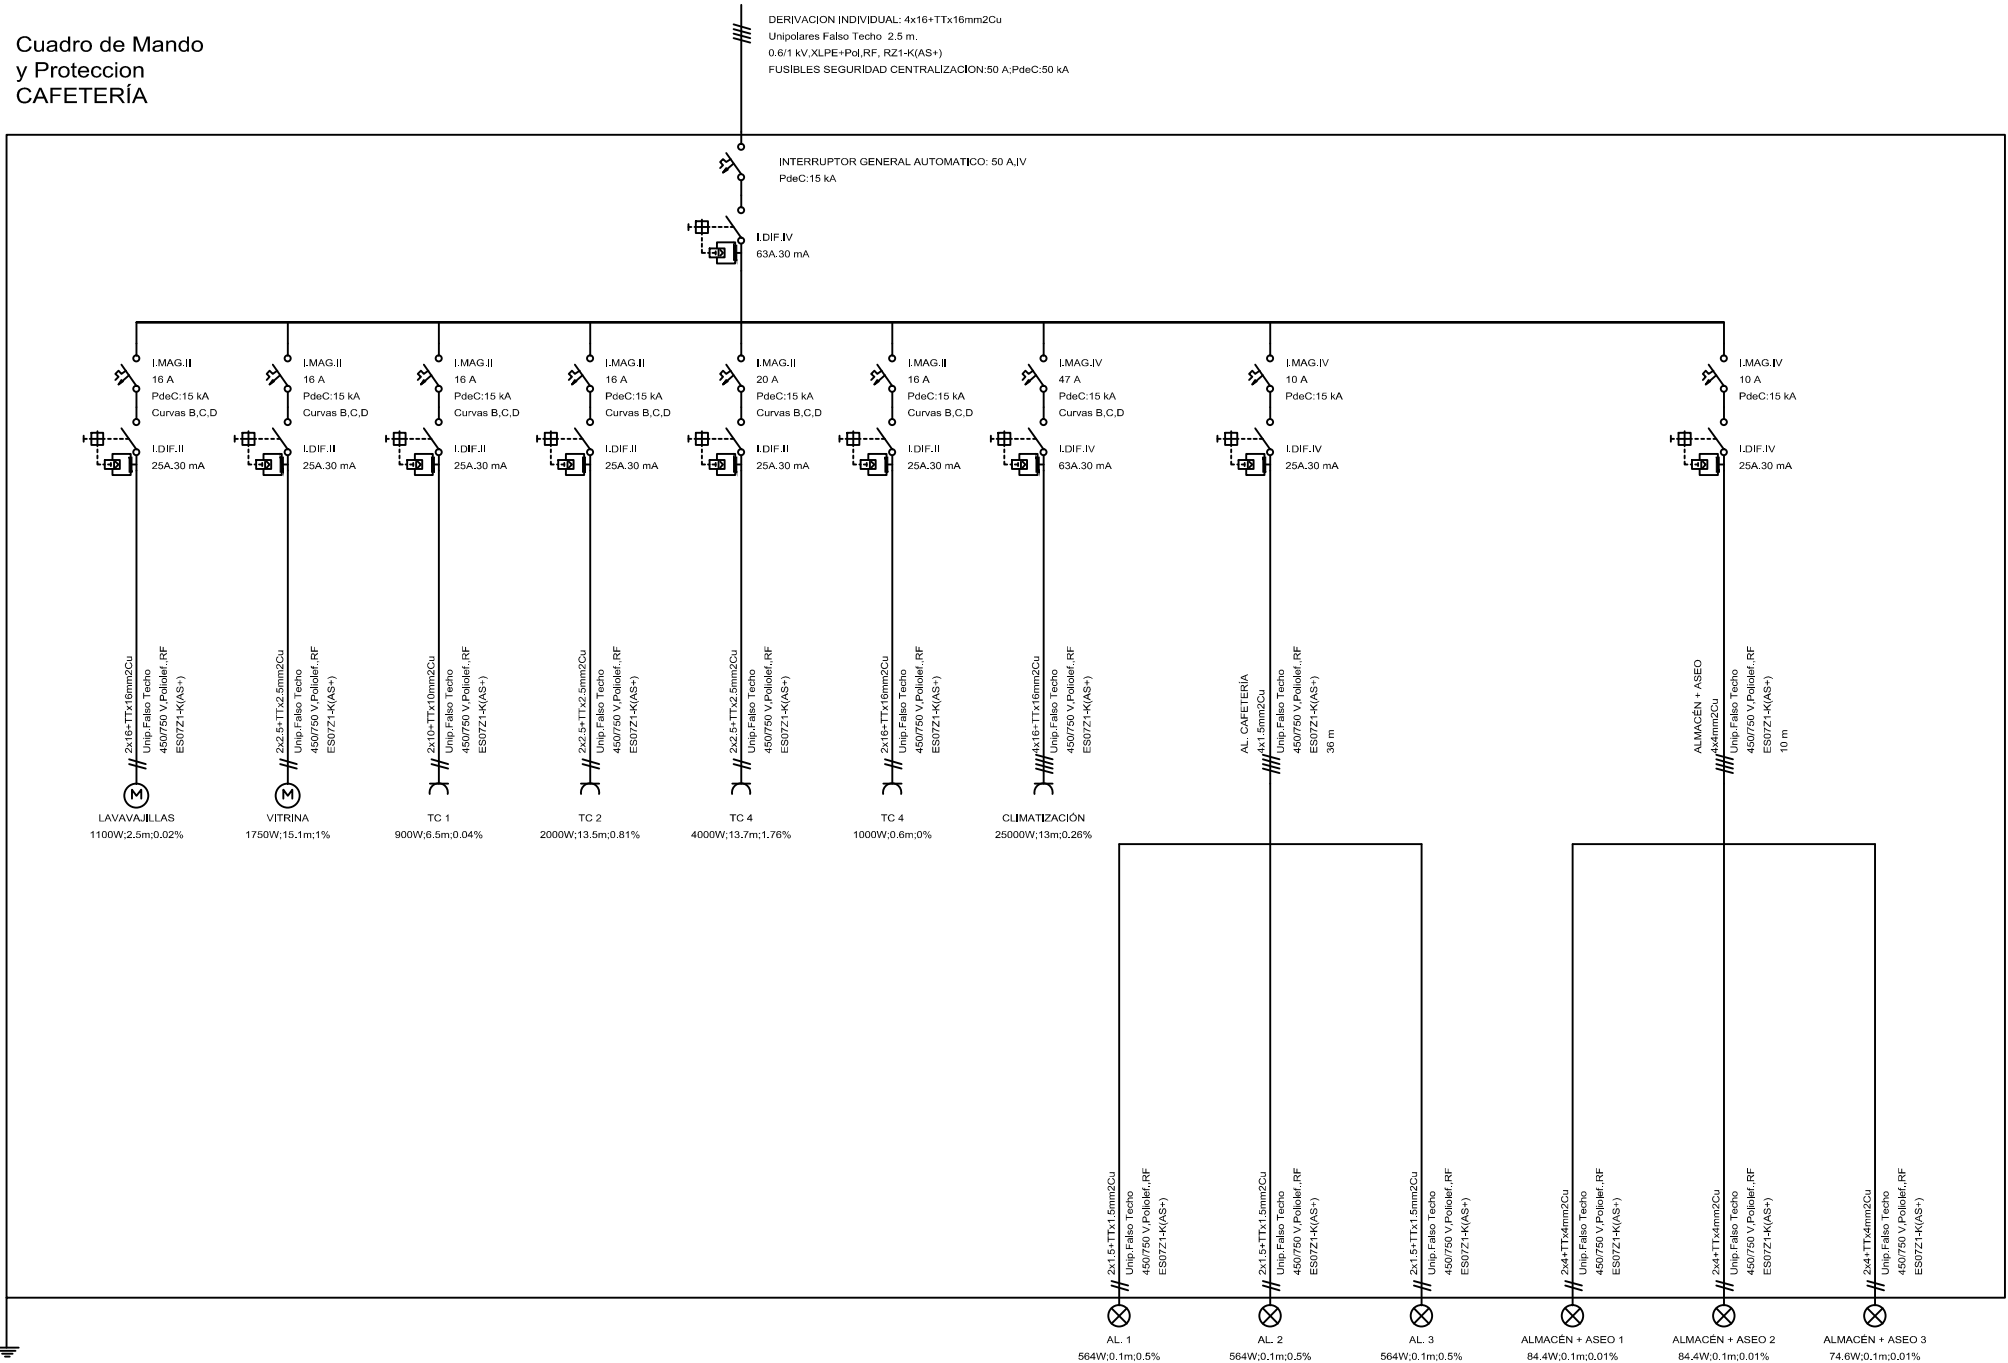 Cuadro de Mando
y Proteccion
CAFETERÍA
DERIVACION INDIVIDUAL: 4x16+TTx16mm2Cu
Unipolares Falso Techo 2.5 m.
0.6/1 kV,XLPE+Pol,RF, RZ1-K(AS+)
FUSIBLES SEGURIDAD CENTRALIZACION:50 A;PdeC:50 kA
INTERRUPTOR GENERAL AUTOMATICO: 50 A,IV
PdeC:15 kA
I.DIF.IV
63A.30 mA
I.MAG.II
16 A
PdeC:15 kA
Curvas B,C,D
I.DIF.II
25A.30 mA
I.MAG.II
16 A
PdeC:15 kA
Curvas B,C,D
I.DIF.II
25A.30 mA
I.MAG.II
16 A
PdeC:15 kA
Curvas B,C,D
I.DIF.II
25A.30 mA
I.MAG.II
16 A
PdeC:15 kA
Curvas B,C,D
I.DIF.II
25A.30 mA
I.MAG.II
20 A
PdeC:15 kA
Curvas B,C,D
I.DIF.II
25A.30 mA
I.MAG.II
16 A
PdeC:15 kA
Curvas B,C,D
I.DIF.II
25A.30 mA
I.MAG.IV
47 A
PdeC:15 kA
Curvas B,C,D
I.DIF.IV
63A.30 mA
I.MAG.IV
10 A
PdeC:15 kA
I.DIF.IV
25A.30 mA
I.MAG.IV
10 A
PdeC:15 kA
I.DIF.IV
25A.30 mA
2x16+TTx16mm2Cu
Unip.Falso Techo
450/750 V,Poliolef.,RF
ES07Z1-K(AS+)
M
LAVAVAJILLAS
1100W;2.5m;0.02%
2x2.5+TTx2.5mm2Cu
Unip.Falso Techo
450/750 V,Poliolef.,RF
ES07Z1-K(AS+)
M
VITRINA
1750W;15.1m;1%
2x10+TTx10mm2Cu
Unip.Falso Techo
450/750 V,Poliolef.,RF
ES07Z1-K(AS+)
TC 1
900W;6.5m;0.04%
2x2.5+TTx2.5mm2Cu
Unip.Falso Techo
450/750 V,Poliolef.,RF
ES07Z1-K(AS+)
TC 2
2000W;13.5m;0.81%
2x2.5+TTx2.5mm2Cu
Unip.Falso Techo
450/750 V,Poliolef.,RF
ES07Z1-K(AS+)
TC 4
4000W;13.7m;1.76%
2x16+TTx16mm2Cu
Unip.Falso Techo
450/750 V,Poliolef.,RF
ES07Z1-K(AS+)
TC 4
1000W;0.6m;0%
4x16+TTx16mm2Cu
Unip.Falso Techo
450/750 V,Poliolef.,RF
ES07Z1-K(AS+)
CLIMATIZACIÓN
25000W;13m;0.26%
AL. CAFETERÍA
4x1.5mm2Cu
Unip.Falso Techo
450/750 V,Poliolef.,RF
ES07Z1-K(AS+)
36 m
ALMACÉN + ASEO
4x4mm2Cu
Unip.Falso Techo
450/750 V,Poliolef.,RF
ES07Z1-K(AS+)
10 m
2x1.5+TTx1.5mm2Cu
Unip.Falso Techo
450/750 V,Poliolef.,RF
ES07Z1-K(AS+)
AL. 1
564W;0.1m;0.5%
2x1.5+TTx1.5mm2Cu
Unip.Falso Techo
450/750 V,Poliolef.,RF
ES07Z1-K(AS+)
AL. 2
564W;0.1m;0.5%
2x1.5+TTx1.5mm2Cu
Unip.Falso Techo
450/750 V,Poliolef.,RF
ES07Z1-K(AS+)
AL. 3
564W;0.1m;0.5%
2x4+TTx4mm2Cu
Unip.Falso Techo
450/750 V,Poliolef.,RF
ES07Z1-K(AS+)
ALMACÉN + ASEO 1
84.4W;0.1m;0.01%
2x4+TTx4mm2Cu
Unip.Falso Techo
450/750 V,Poliolef.,RF
ES07Z1-K(AS+)
ALMACÉN + ASEO 2
84.4W;0.1m;0.01%
2x4+TTx4mm2Cu
Unip.Falso Techo
450/750 V,Poliolef.,RF
ES07Z1-K(AS+)
ALMACÉN + ASEO 3
74.6W;0.1m;0.01%